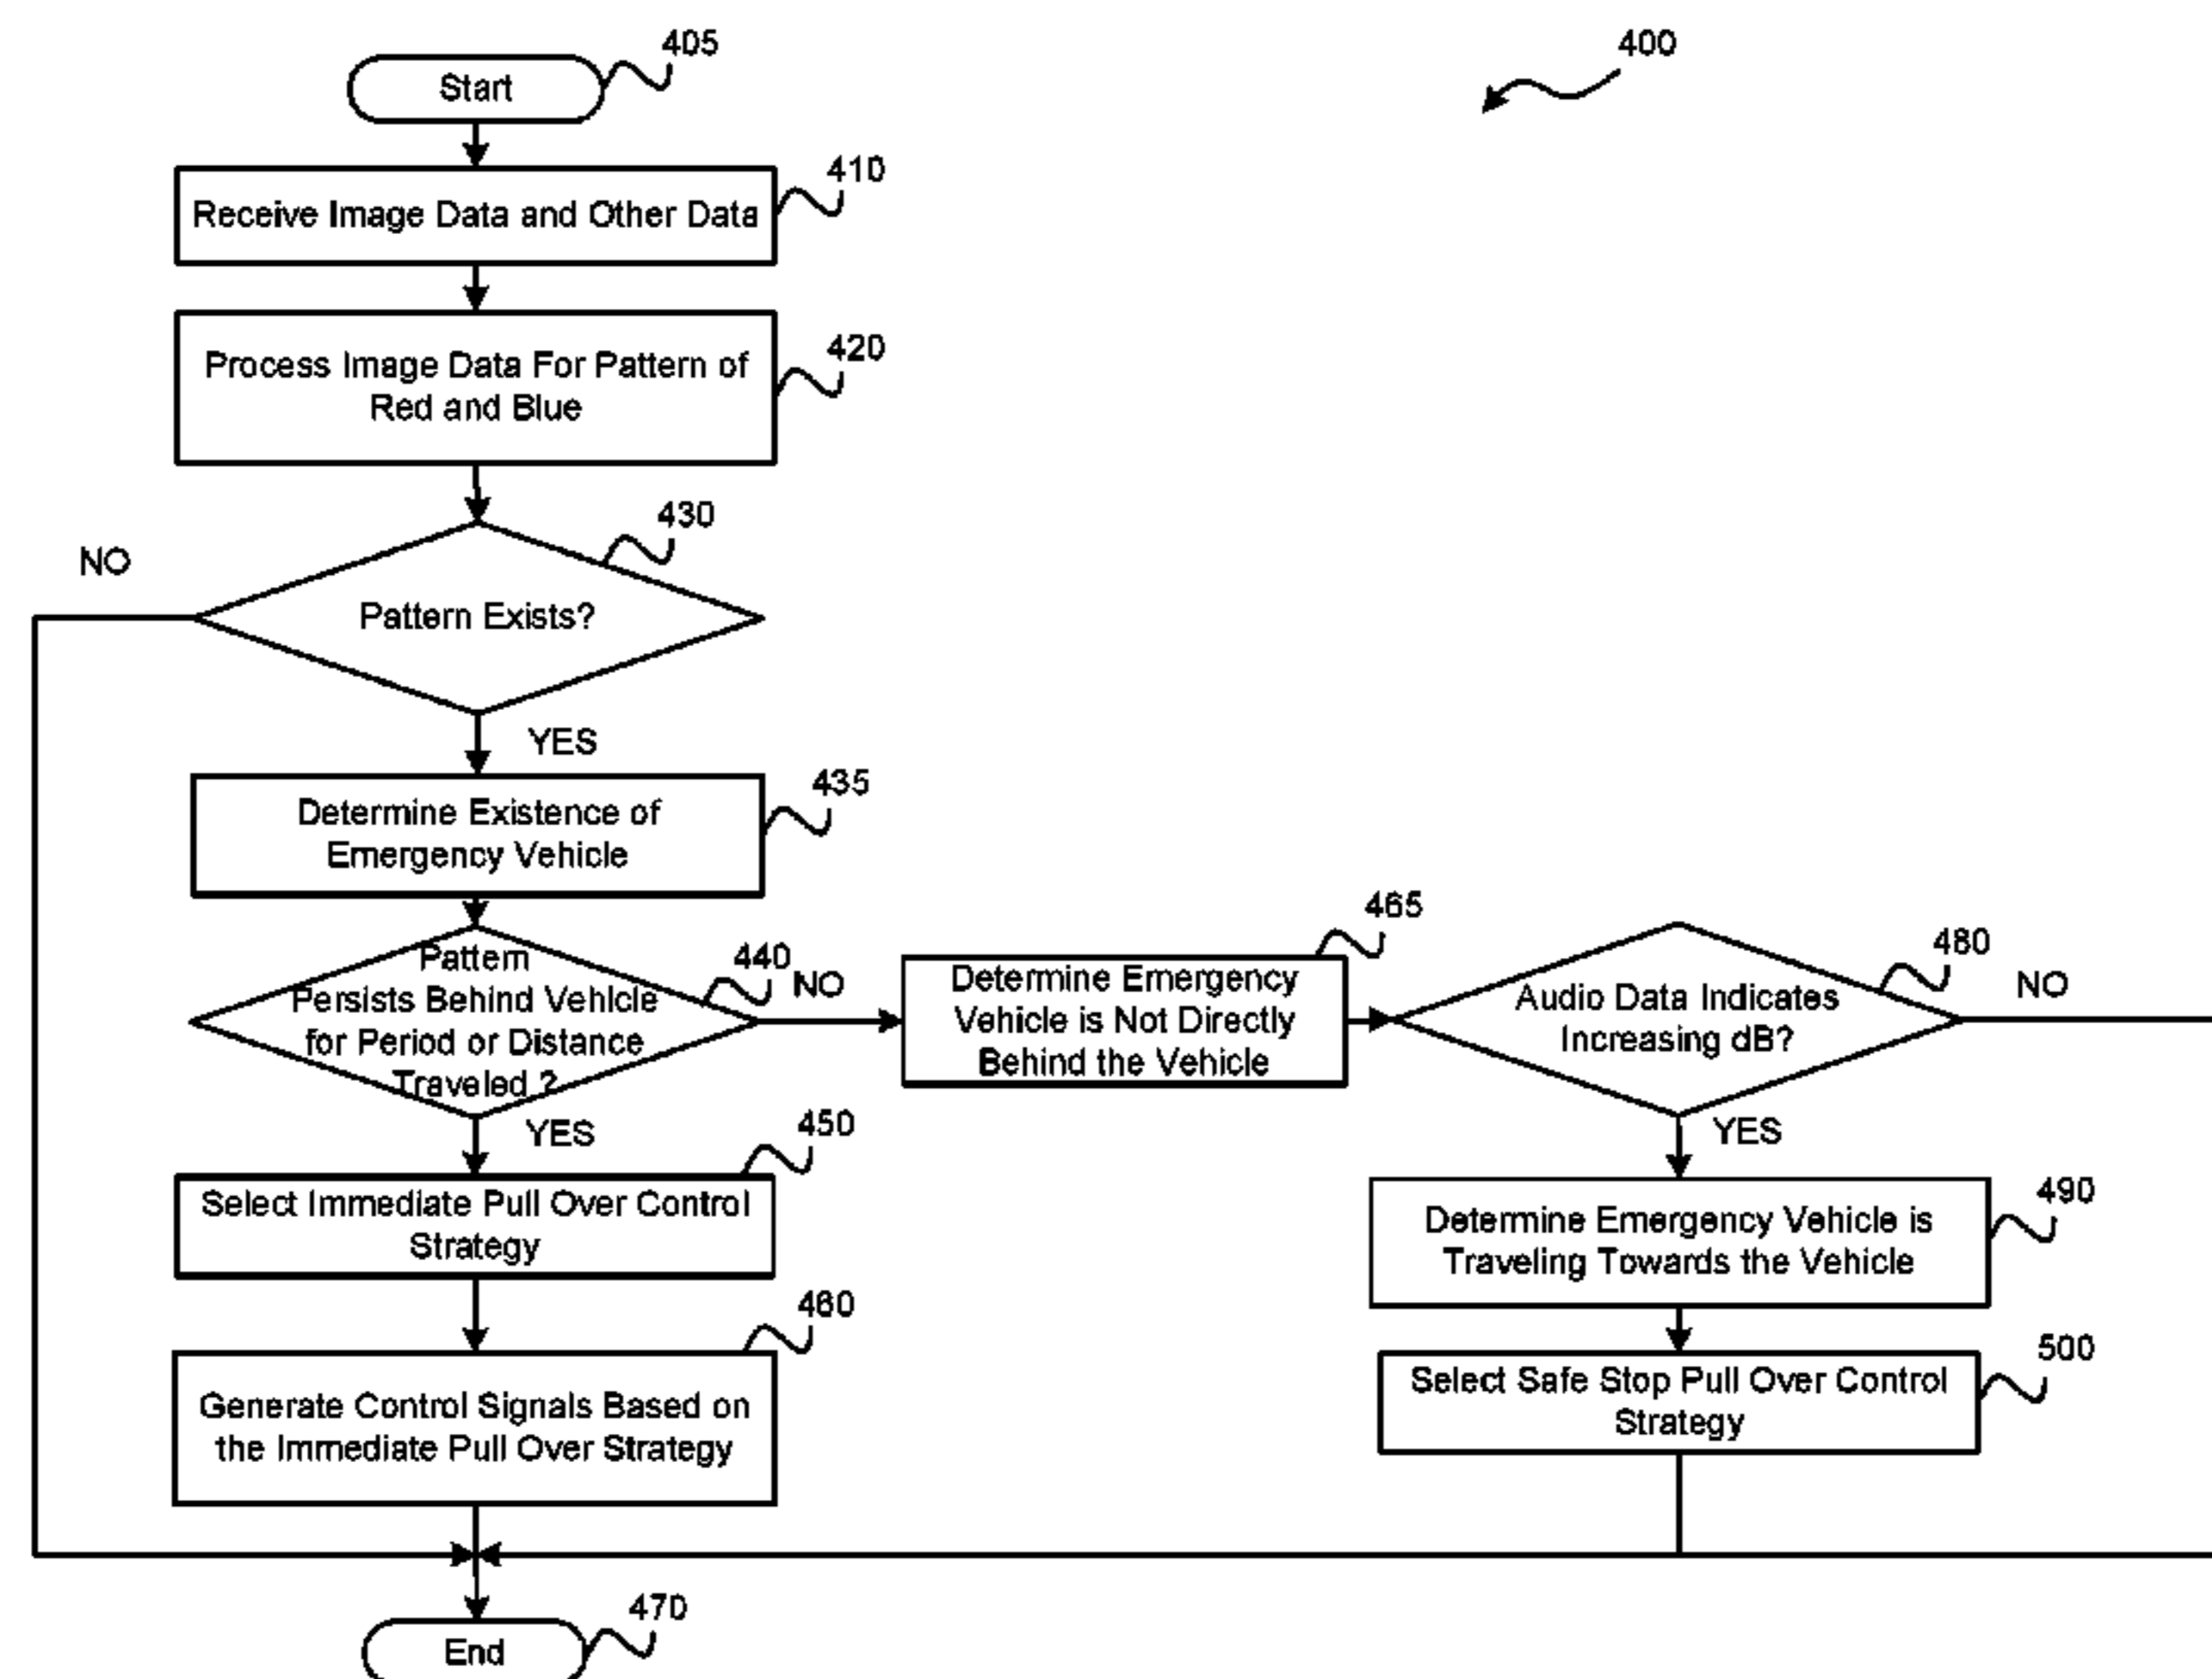 405
400
Start
410
Receive Image Data and Other Data
420
Process Image Data For Pattern of
Red and Blue
430
NO
Pattern Exists?
YES
435
Determine Existence of
Emergency Vehicle
440
NO
Pattern
Persists Behind Vehicle
for Period or Distance
Traveled ?
465
Determine Emergency
Vehicle is Not Directly
Behind the Vehicle
480
NO
Audio Data Indicates
Increasing dB?
YES
YES
450
Select Immediate Pull Over Control
Strategy
490
Determine Emergency Vehicle is
Traveling Towards the Vehicle
460
Generate Control Signals Based on
the Immediate Pull Over Strategy
500
Select Safe Stop Pull Over Control
Strategy
470
End